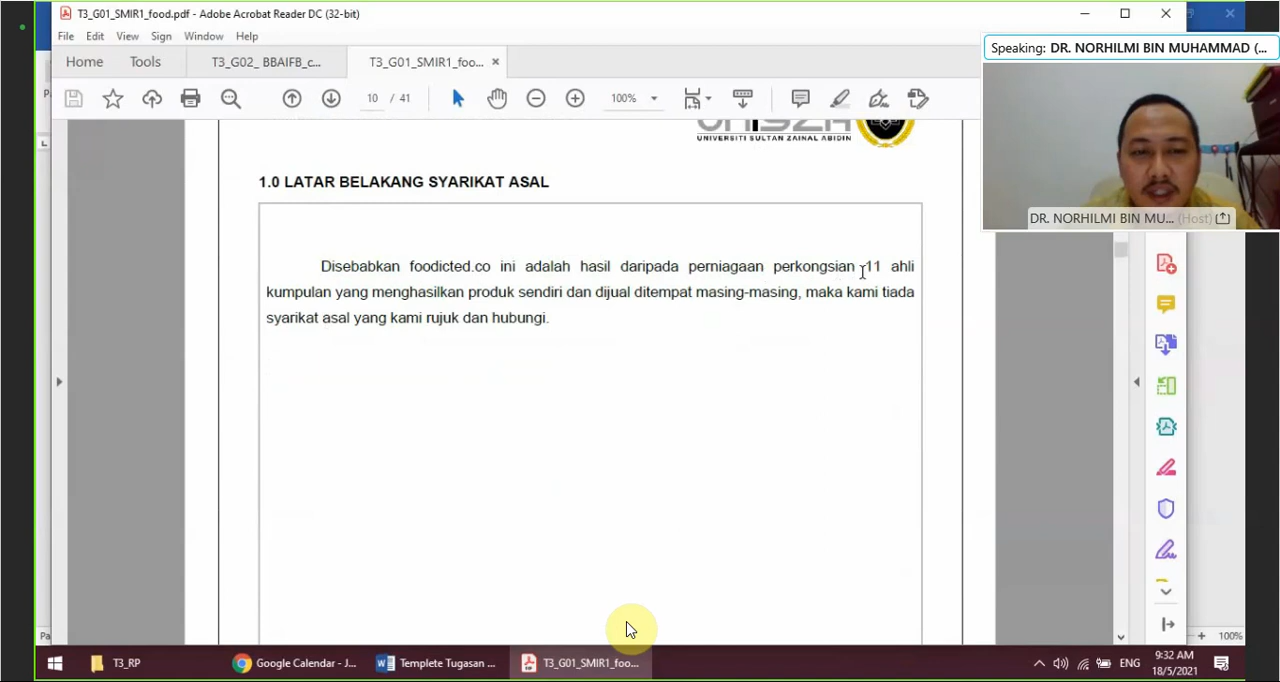 T3_G01_SMIR1_food.pdf - Adobe Acrobat Reader DC (32-bit)
File Edit View Sign Window Help
Speaking: DR. NORHILMI BIN MUHAMMAD (...
Home Tools T3_G02_ BBAIFB_c... T3_G01_SMIR1_foo... ×
10 / 41 100%
UniSZA
UNIVERSITI SULTAN ZAINAL ABIDIN
DR. NORHILMI BIN MU... (Host)
1.0 LATAR BELAKANG SYARIKAT ASAL
Disebabkan foodicted.co ini adalah hasil daripada perniagaan perkongsian 11 ahli
kumpulan yang menghasilkan produk sendiri dan dijual ditempat masing-masing, maka kami tiada
syarikat asal yang kami rujuk dan hubungi.
Pa 100%
T3_RP Google Calendar - J... Templete Tugasan ... T3_G01_SMIR1_foo... ENG 9:32 AM
18/5/2021